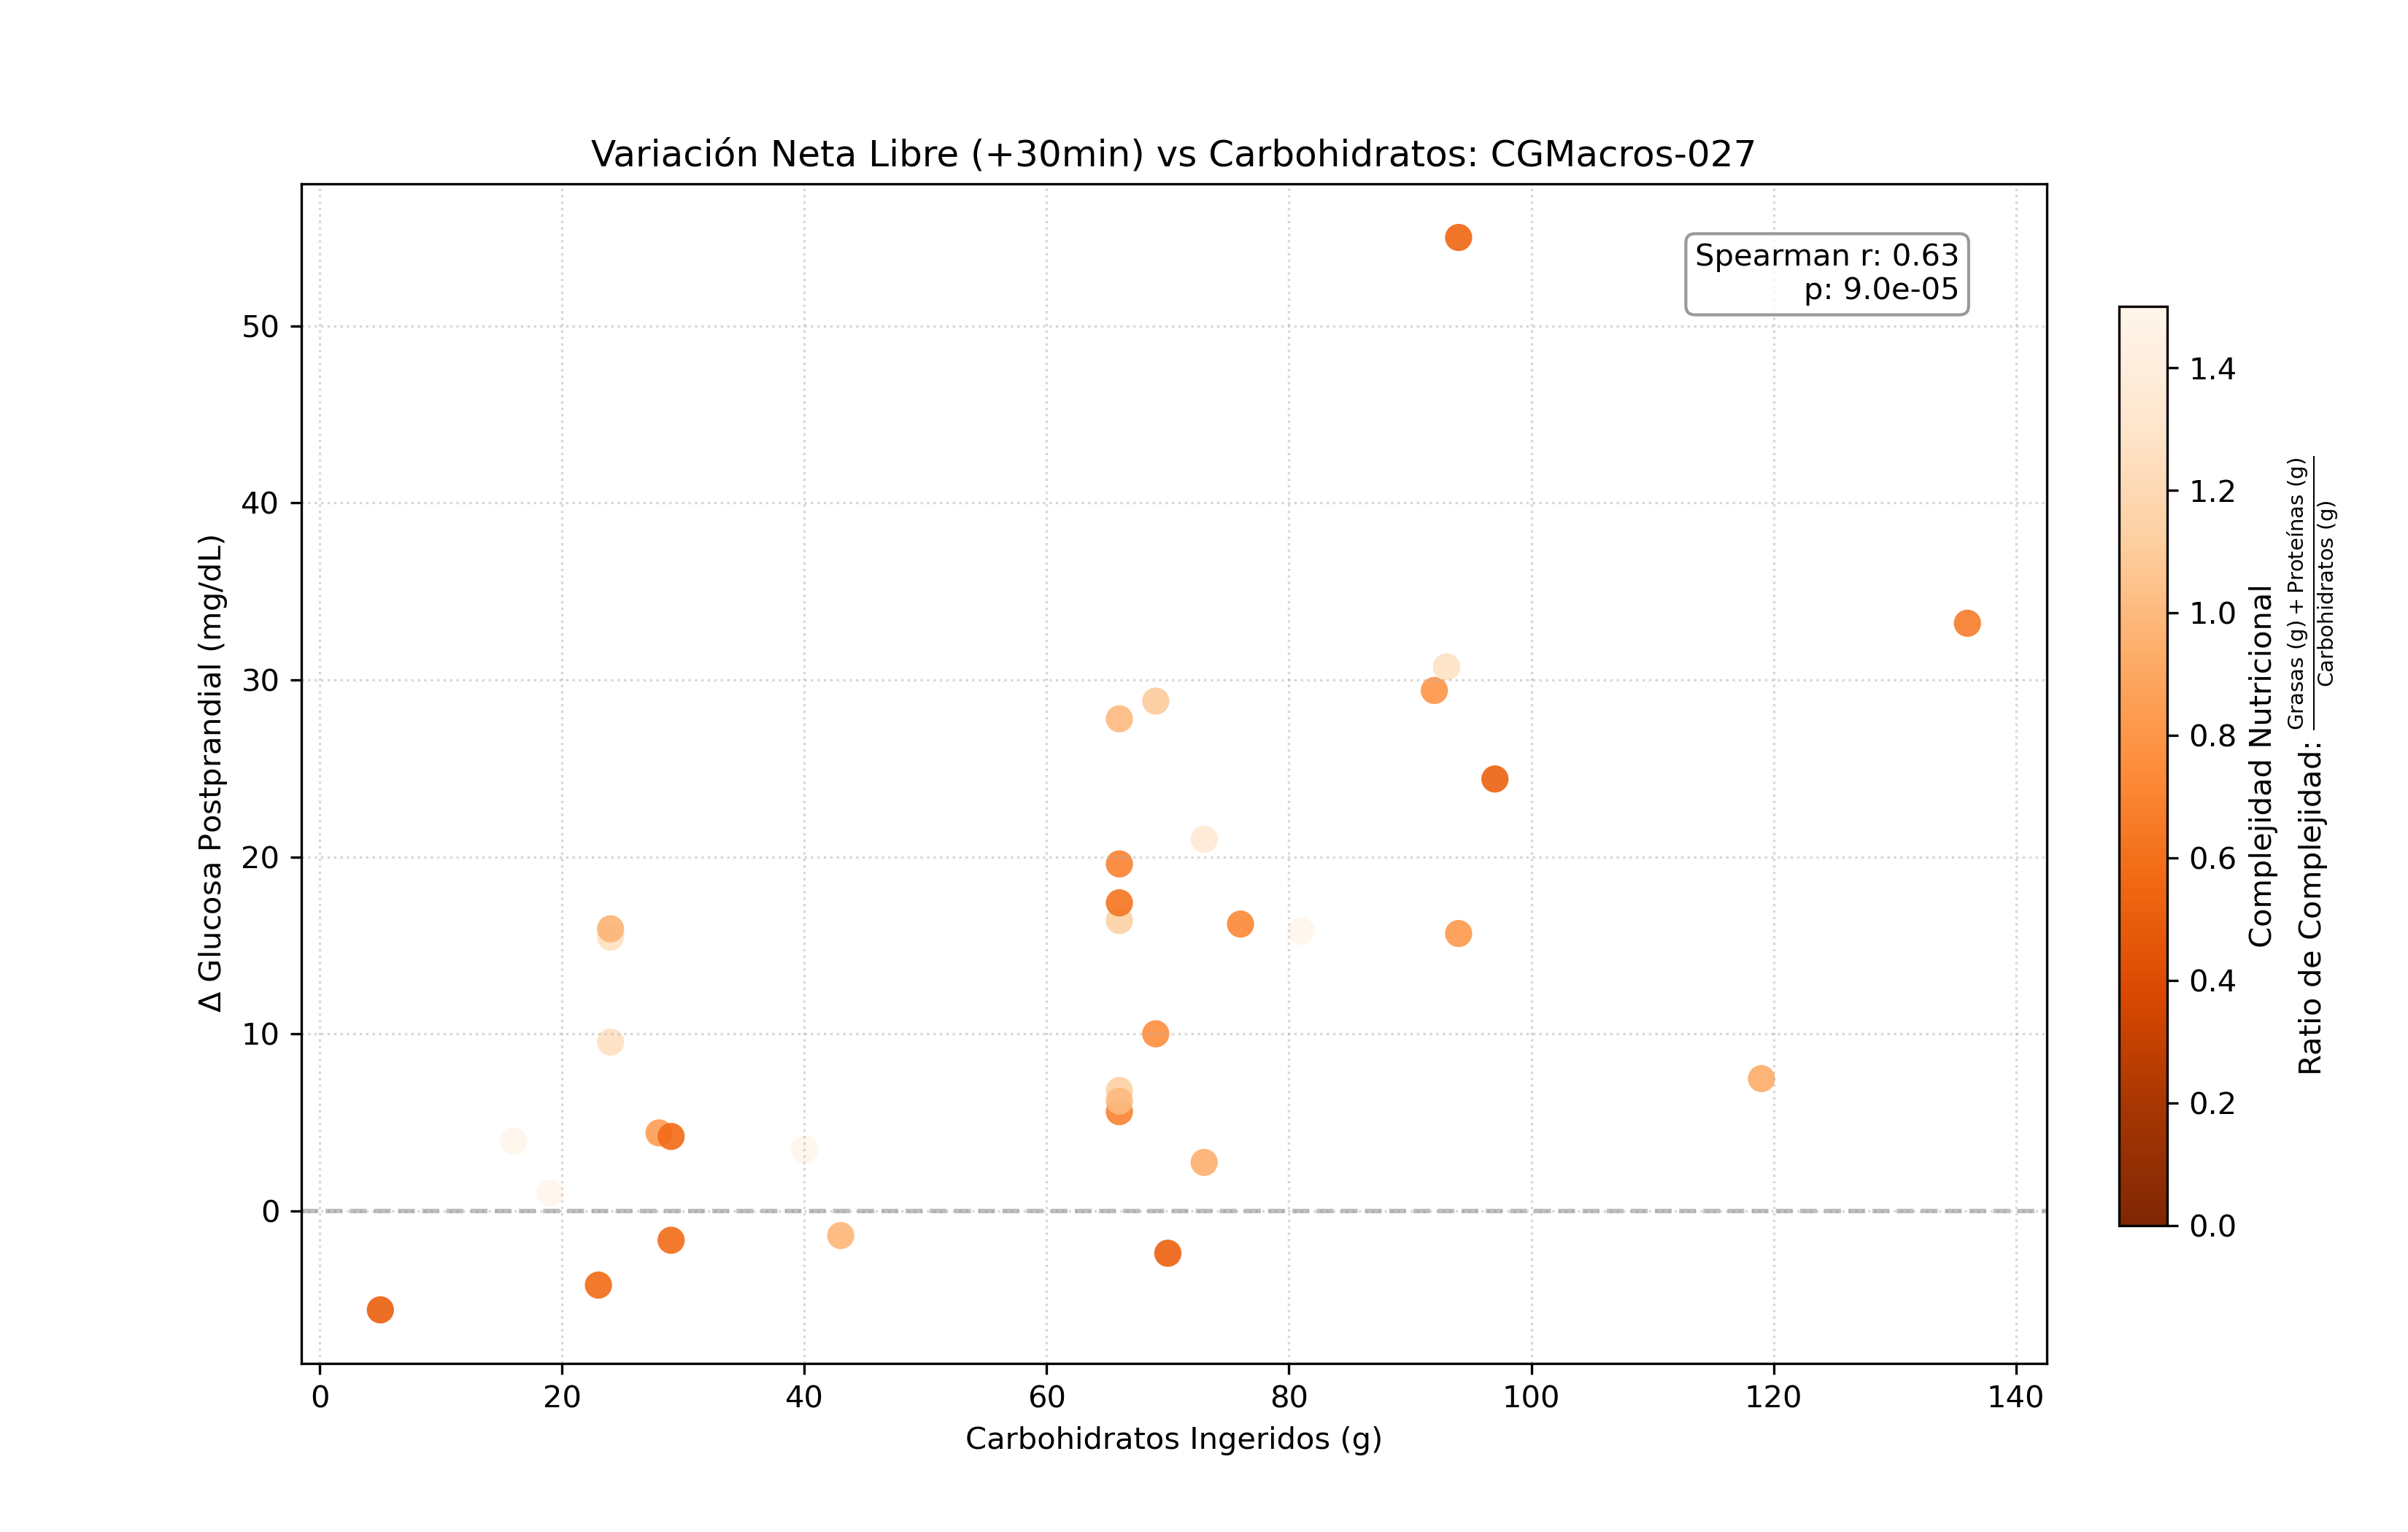 Variación Neta Libre (+30min) vs Carbohidratos: CGMacros-027
Spearman r: 0.63
p: 9.0e-05
Δ Glucosa Postprandial (mg/dL)
50
40
30
20
10
0
0
20
40
60
80
100
120
140
Carbohidratos Ingeridos (g)
1.4
1.2
1.0
0.8
0.6
0.4
0.2
0.0
Complejidad Nutricional
Ratio de Complejidad: Grasas (g) + Proteínas (g)
Carbohidratos (g)